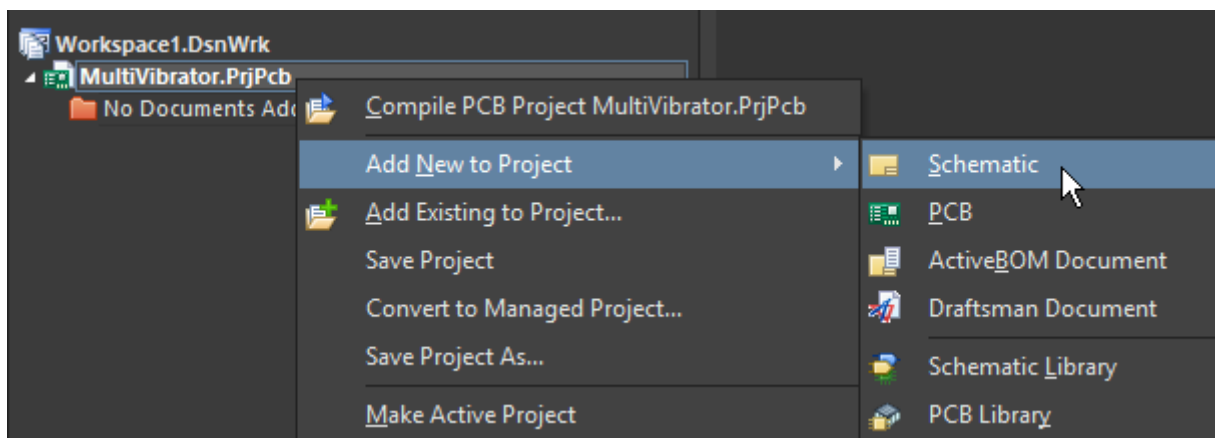 Workspace1.DsnWrk
MultiVibrator.PrjPcb
No Documents
Compile PCB Project MultiVibrator.PrjPcb
Add New to Project
Add Existing to Project...
Save Project
Convert to Managed Project...
Save Project As...
Make Active Project
Schematic
PCB
ActiveBOM Document
Draftsman Document
Schematic Library
PCB Library